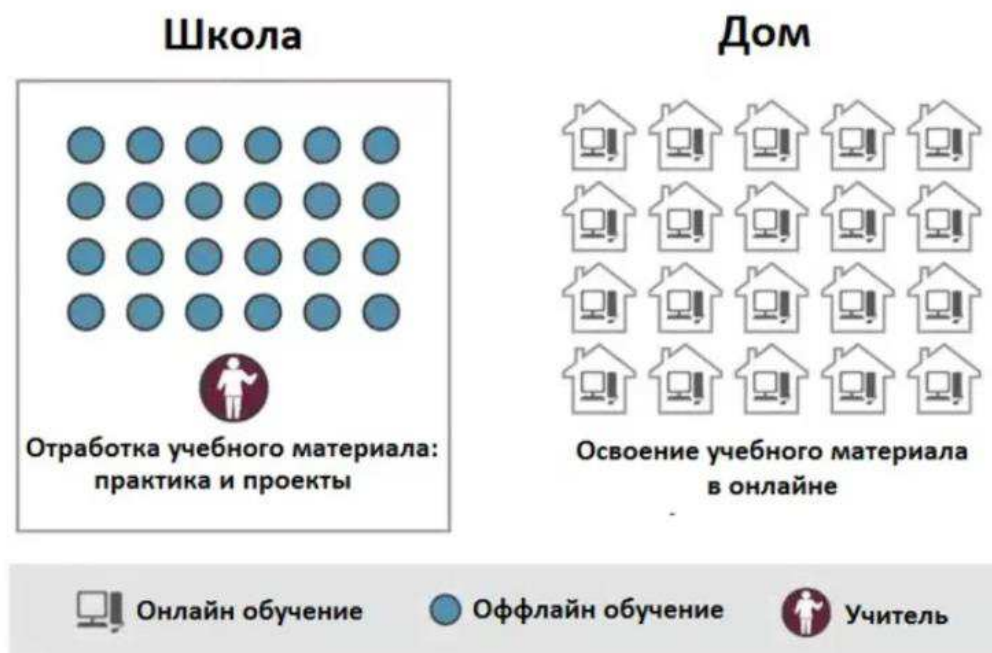 Школа
Дом
Отработка учебного материала:
практика и проекты
Освоение учебного материала
в онлайне
Онлайн обучение
Оффлайн обучение
Учитель